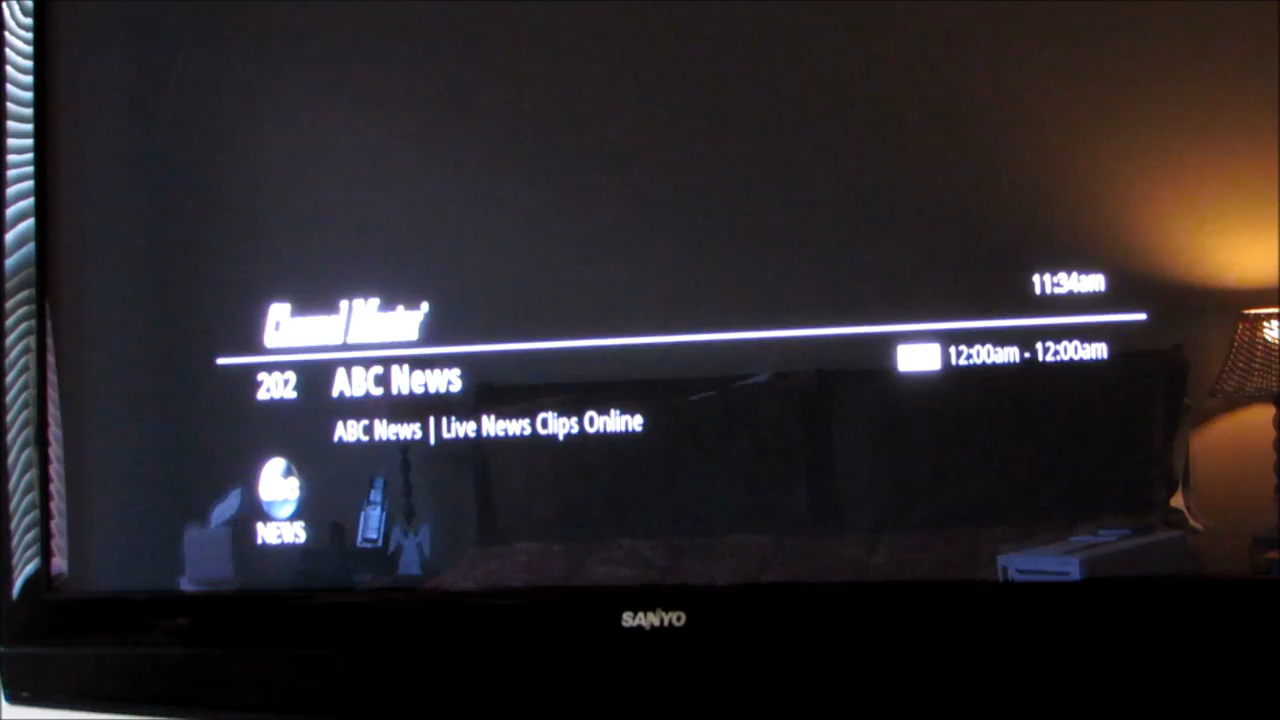 11:34am
Channel Master
202 ABC News 12:00am - 12:00am
ABC News | Live News Clips Online
abc
NEWS
SANYO